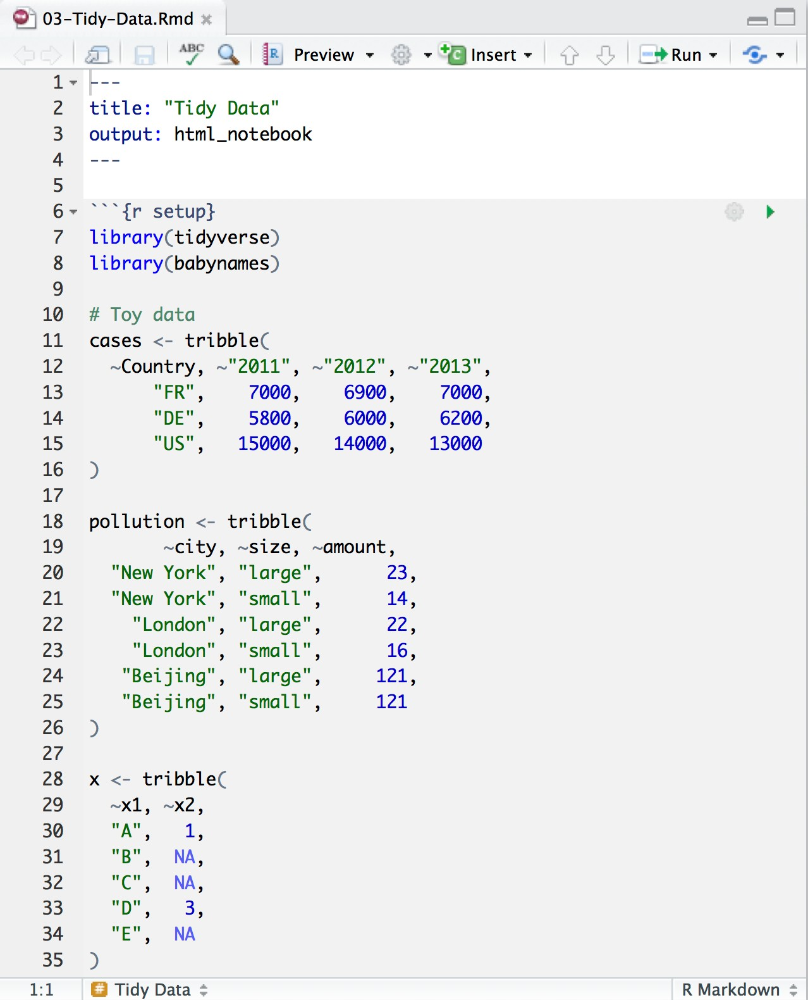 03-Tidy-Data.Rmd
ABC R Preview C Insert Run
1 ---
2 title: "Tidy Data"
3 output: html_notebook
4 ---
5
6 ```{r setup}
7 library(tidyverse)
8 library(babynames)
9
10 # Toy data
11 cases <- tribble(
12   ~Country, ~"2011", ~"2012", ~"2013",
13       "FR",    7000,    6900,    7000,
14       "DE",    5800,    6000,    6200,
15       "US",   15000,   14000,   13000
16 )
17
18 pollution <- tribble(
19        ~city, ~size, ~amount,
20   "New York", "large",      23,
21   "New York", "small",      14,
22     "London", "large",      22,
23     "London", "small",      16,
24    "Beijing", "large",     121,
25    "Beijing", "small",     121
26 )
27
28 x <- tribble(
29   ~x1, ~x2,
30   "A",   1,
31   "B",  NA,
32   "C",  NA,
33   "D",   3,
34   "E",  NA
35 )
1:1 # Tidy Data R Markdown